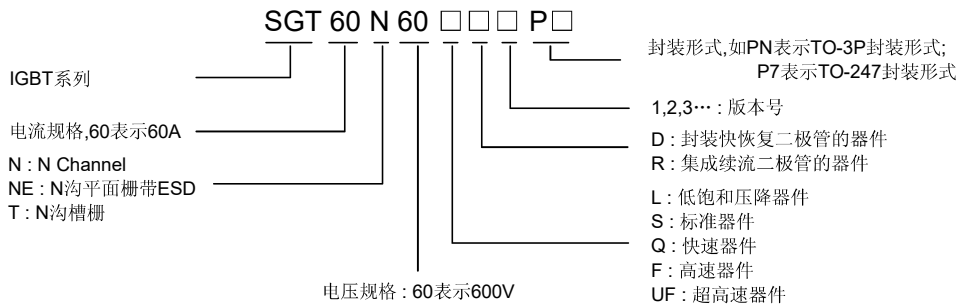 SGT 60 N 60 □ □ □ P□
IGBT系列
电流规格,60表示60A
N : N Channel
NE : N沟平面栅带ESD
T : N沟槽栅
电压规格 : 60表示600V
封装形式,如PN表示TO-3P封装形式;
P7表示TO-247封装形式
1,2,3… : 版本号
D : 封装快恢复二极管的器件
R : 集成续流二极管的器件
L : 低饱和压降器件
S : 标准器件
Q : 快速器件
F : 高速器件
UF : 超高速器件